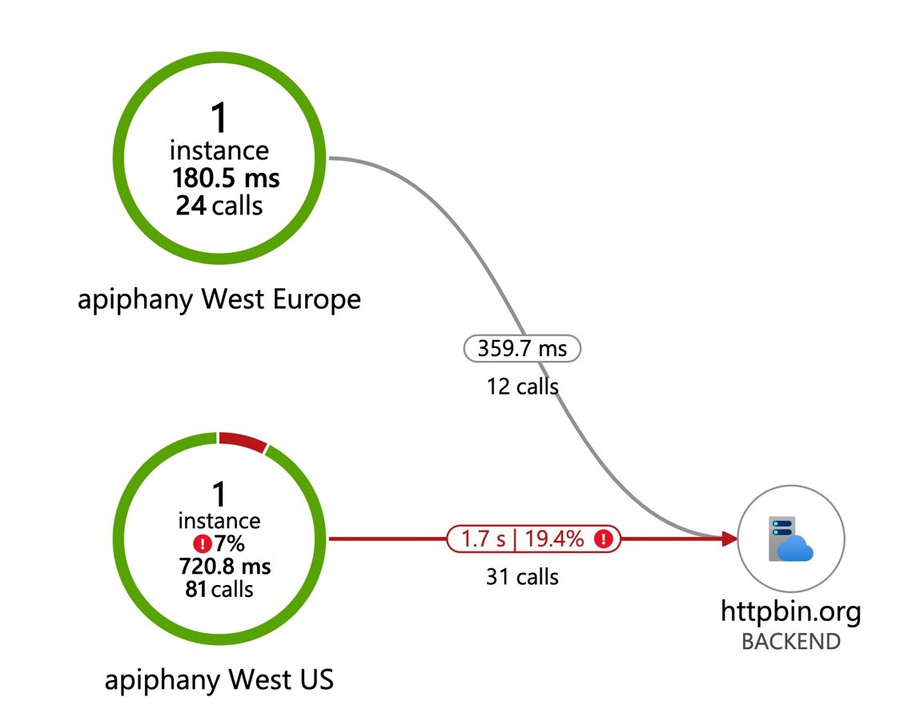 1
instance
180.5 ms
24 calls
apiphany West Europe
359.7 ms
12 calls
1
instance
! 7%
720.8 ms
81 calls
apiphany West US
1.7 s | 19.4% !
31 calls
httpbin.org
BACKEND